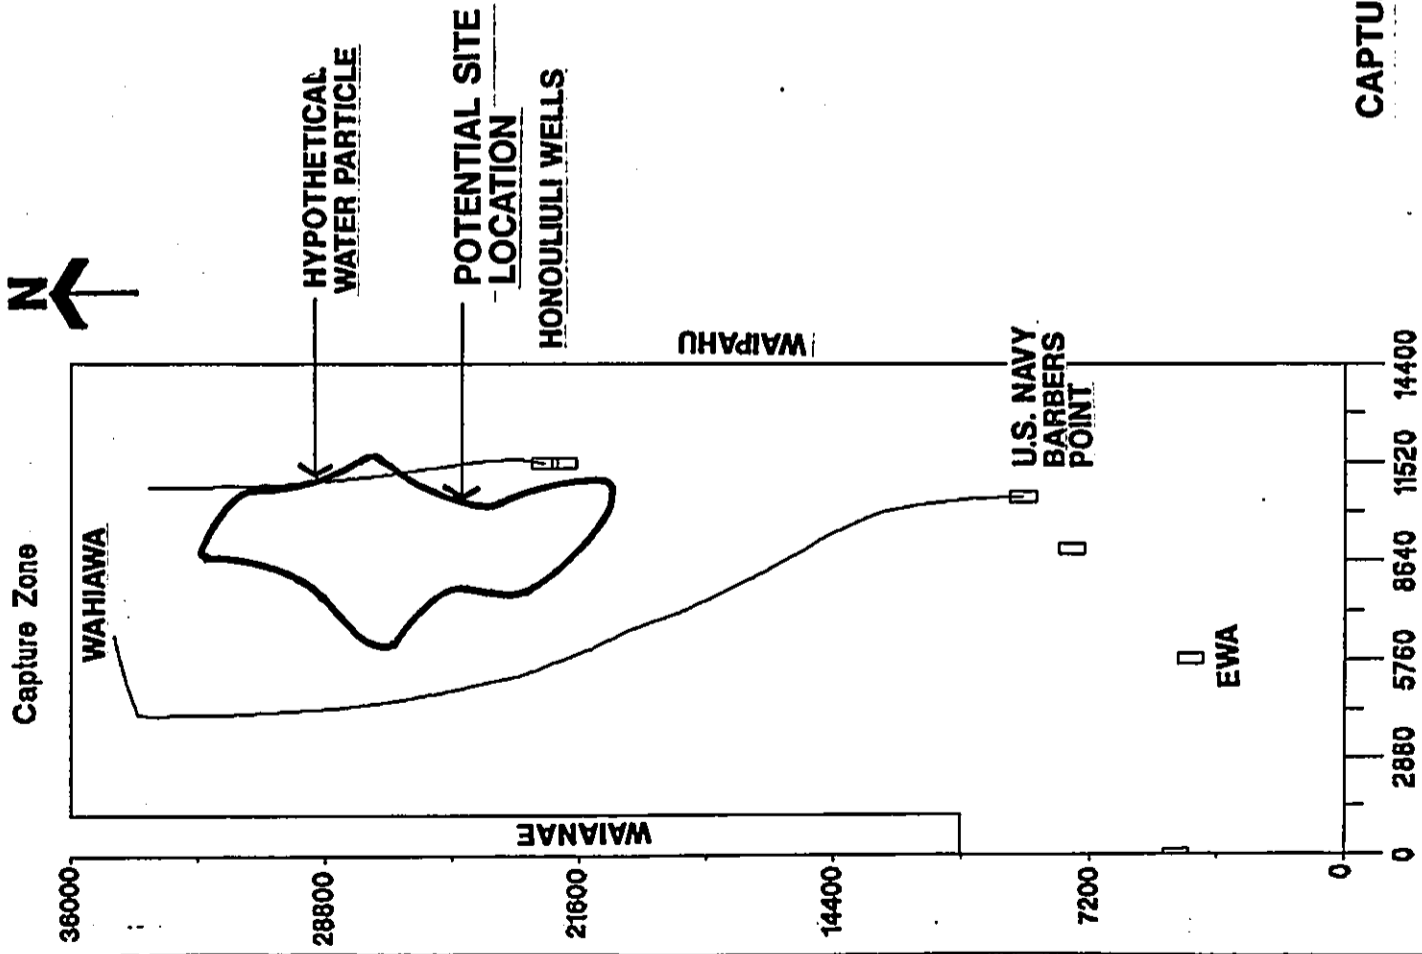 Capture Zone
N
WAHIAWA
HYPOTHETICAL
WATER PARTICLE
POTENTIAL SITE
LOCATION
HONOULIULI WELLS
WAIPAHU
WAIANAE
U.S. NAVY
BARBERS
POINT
EWA
36000
28800
21600
14400
7200
0
0
2880
5760
8640
11520
14400
CAPTU